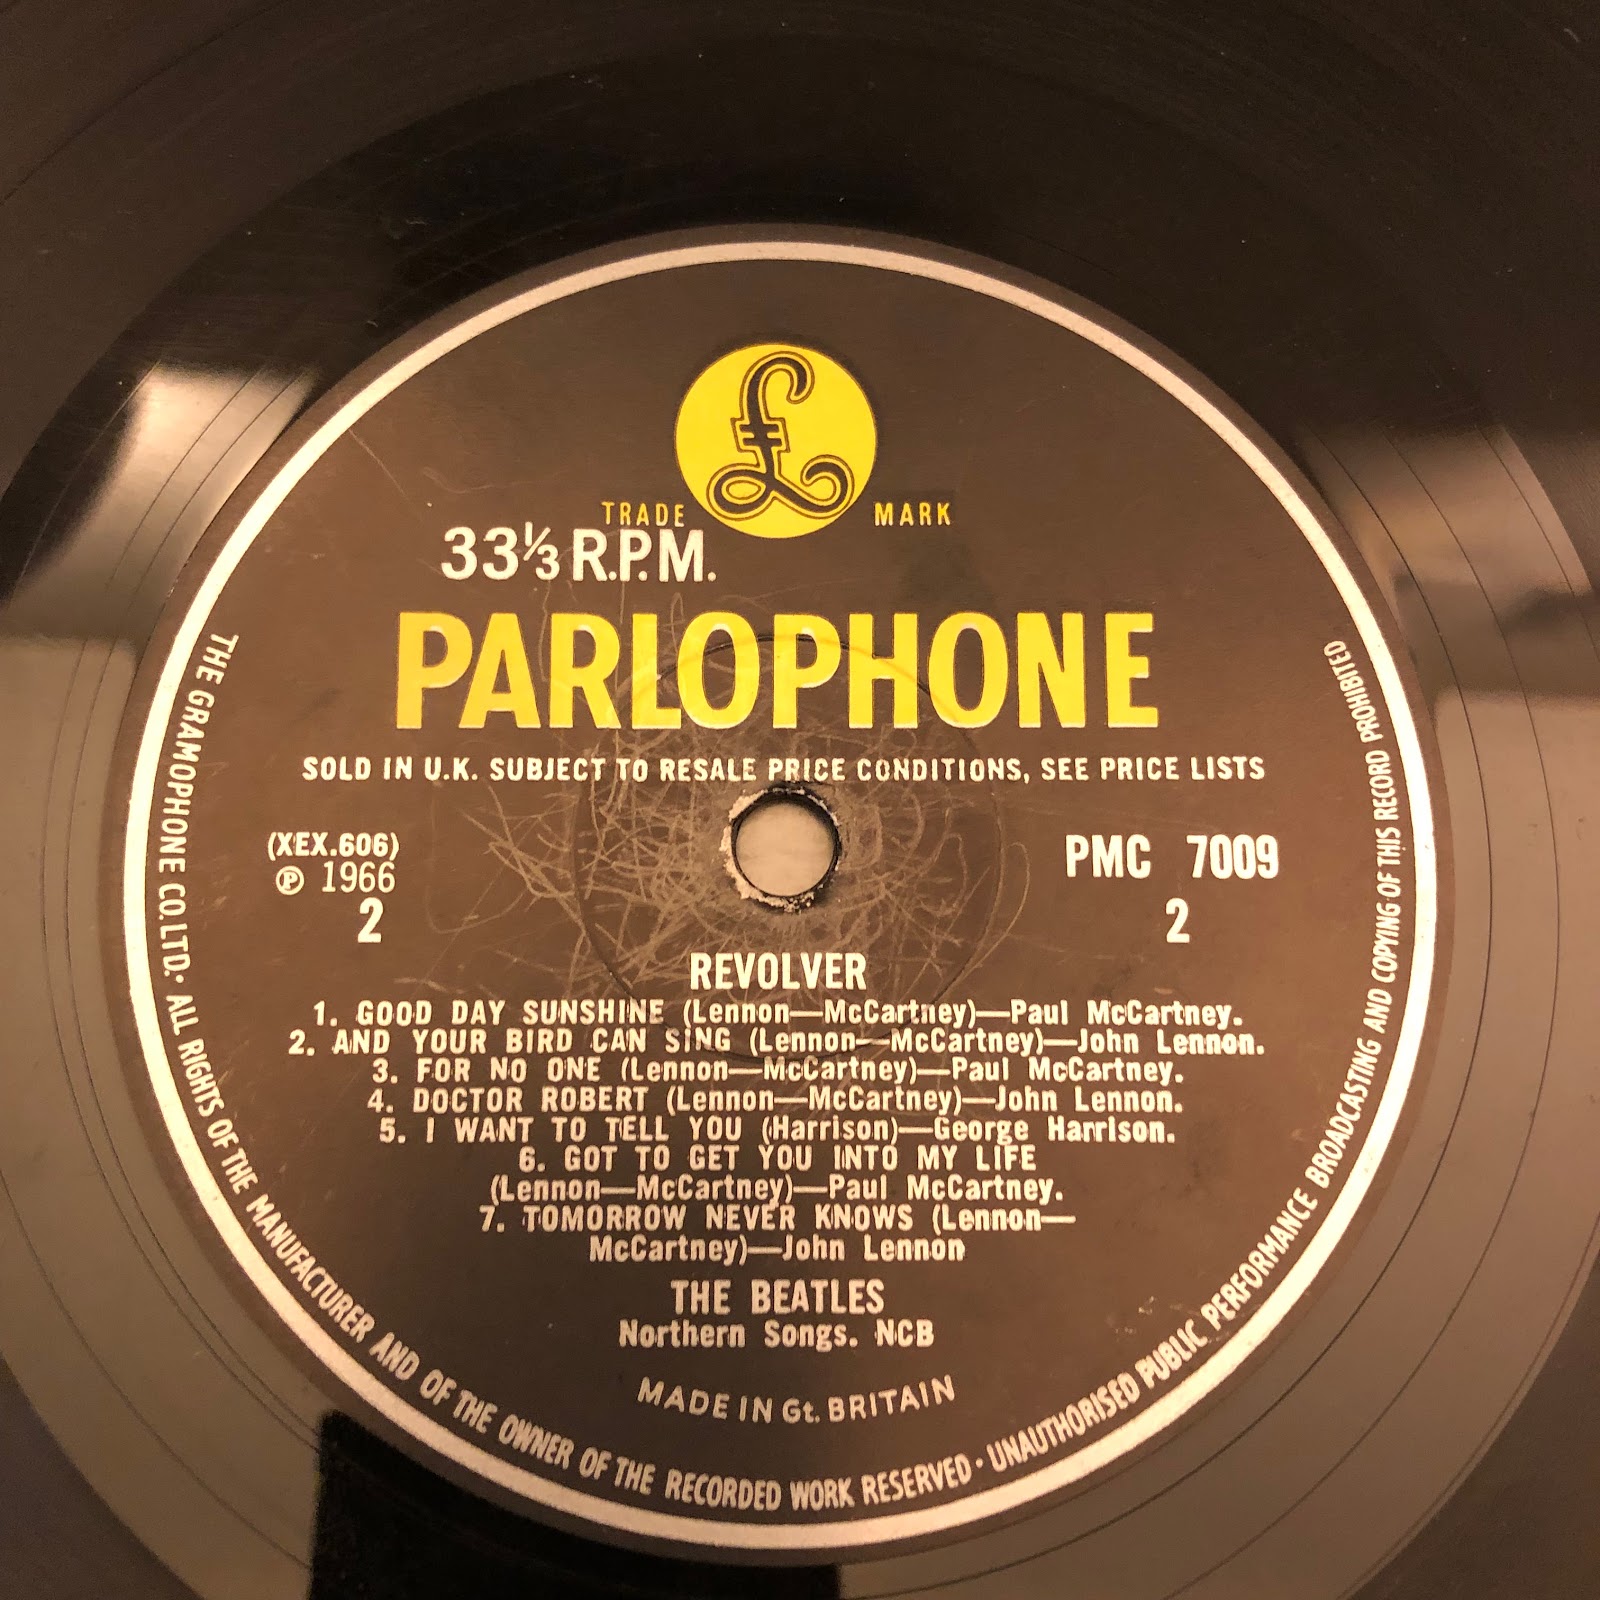 TRADE MARK
33⅓ R.P.M.
PARLOPHONE
SOLD IN U.K. SUBJECT TO RESALE PRICE CONDITIONS, SEE PRICE LISTS
(XEX.606)
℗ 1966
2
PMC 7009
2
REVOLVER
1. GOOD DAY SUNSHINE (Lennon—McCartney)—Paul McCartney.
2. AND YOUR BIRD CAN SING (Lennon—McCartney)—John Lennon.
3. FOR NO ONE (Lennon—McCartney)—Paul McCartney.
4. DOCTOR ROBERT (Lennon—McCartney)—John Lennon.
5. I WANT TO TELL YOU (Harrison)—George Harrison.
6. GOT TO GET YOU INTO MY LIFE
(Lennon—McCartney)—Paul McCartney.
7. TOMORROW NEVER KNOWS (Lennon—
McCartney)—John Lennon
THE BEATLES
Northern Songs. NCB
MADE IN Gt. BRITAIN
THE GRAMOPHONE CO. LTD. · ALL RIGHTS OF THE MANUFACTURER AND OF THE OWNER OF THE RECORDED WORK RESERVED · UNAUTHORISED PUBLIC PERFORMANCE BROADCASTING AND COPYING OF THIS RECORD PROHIBITED